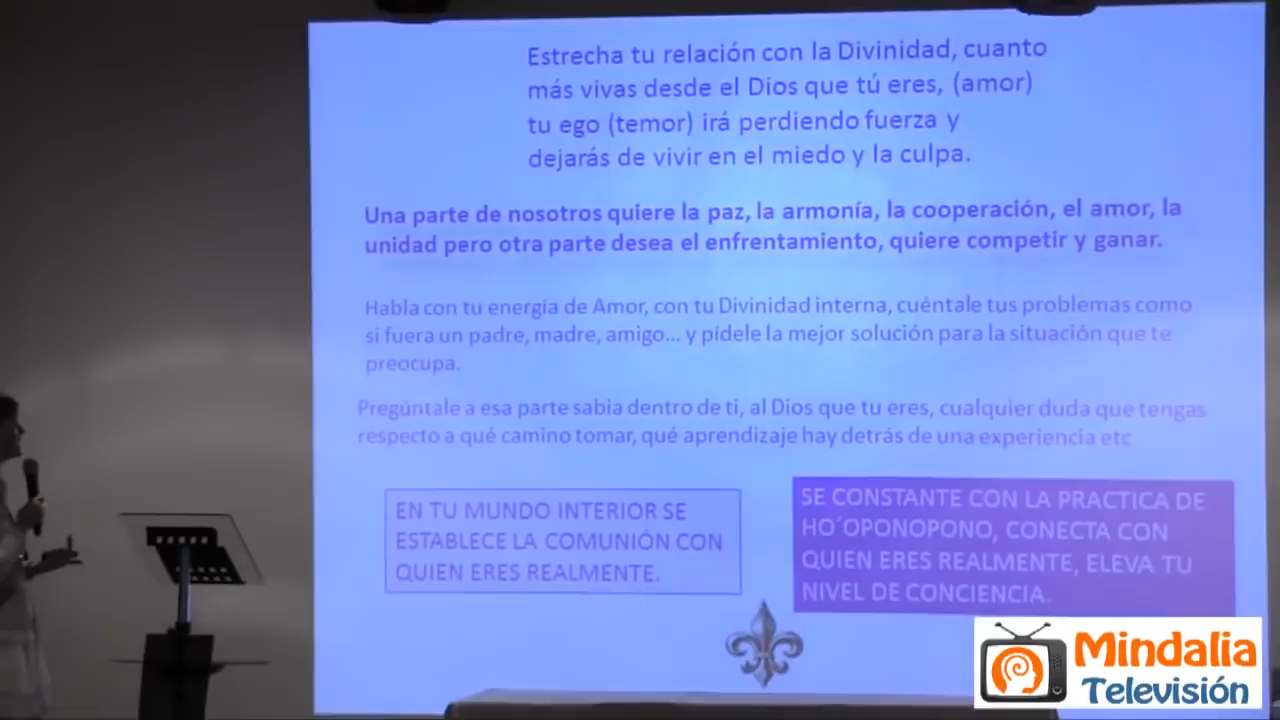 Estrecha tu relación con la Divinidad, cuanto
más vivas desde el Dios que tú eres, (amor)
tu ego (temor) irá perdiendo fuerza y
dejarás de vivir en el miedo y la culpa.
Una parte de nosotros quiere la paz, la armonía, la cooperación, el amor, la
unidad pero otra parte desea el enfrentamiento, quiere competir y ganar.
Habla con tu energía de Amor, con tu Divinidad interna, cuéntale tus problemas como
si fuera un padre, madre, amigo... y pídele la mejor solución para la situación que te
preocupa.
Pregúntale a esa parte sabia dentro de ti, al Dios que tu eres, cualquier duda que tengas
respecto a qué camino tomar, qué aprendizaje hay detrás de una experiencia etc
EN TU MUNDO INTERIOR SE
ESTABLECE LA COMUNIÓN CON
QUIEN ERES REALMENTE.
SE CONSTANTE CON LA PRACTICA DE
HO´OPONOPONO, CONECTA CON
QUIEN ERES REALMENTE, ELEVA TU
NIVEL DE CONCIENCIA.
Mindalia
Televisión